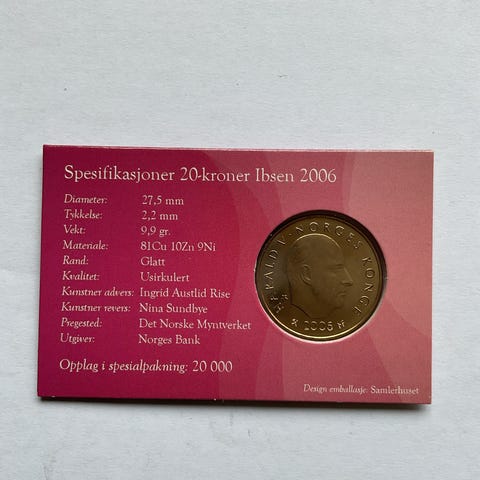 Spesifikasjoner 20-kroner Ibsen 2006
Diameter: 27,5 mm
Tykkelse: 2,2 mm
Vekt: 9,9 gr.
Materiale: 81Cu 10Zn 9Ni
Rand: Glatt
Kvalitet: Usirkulert
Kunstner advers: Ingrid Austlid Rise
Kunstner revers: Nina Sundbye
Pregested: Det Norske Myntverket
Utgiver: Norges Bank
Opplag i spesialpakning: 20 000
HARALD V · NORGES KONGE
2006
Design emballasje: Samlerhuset